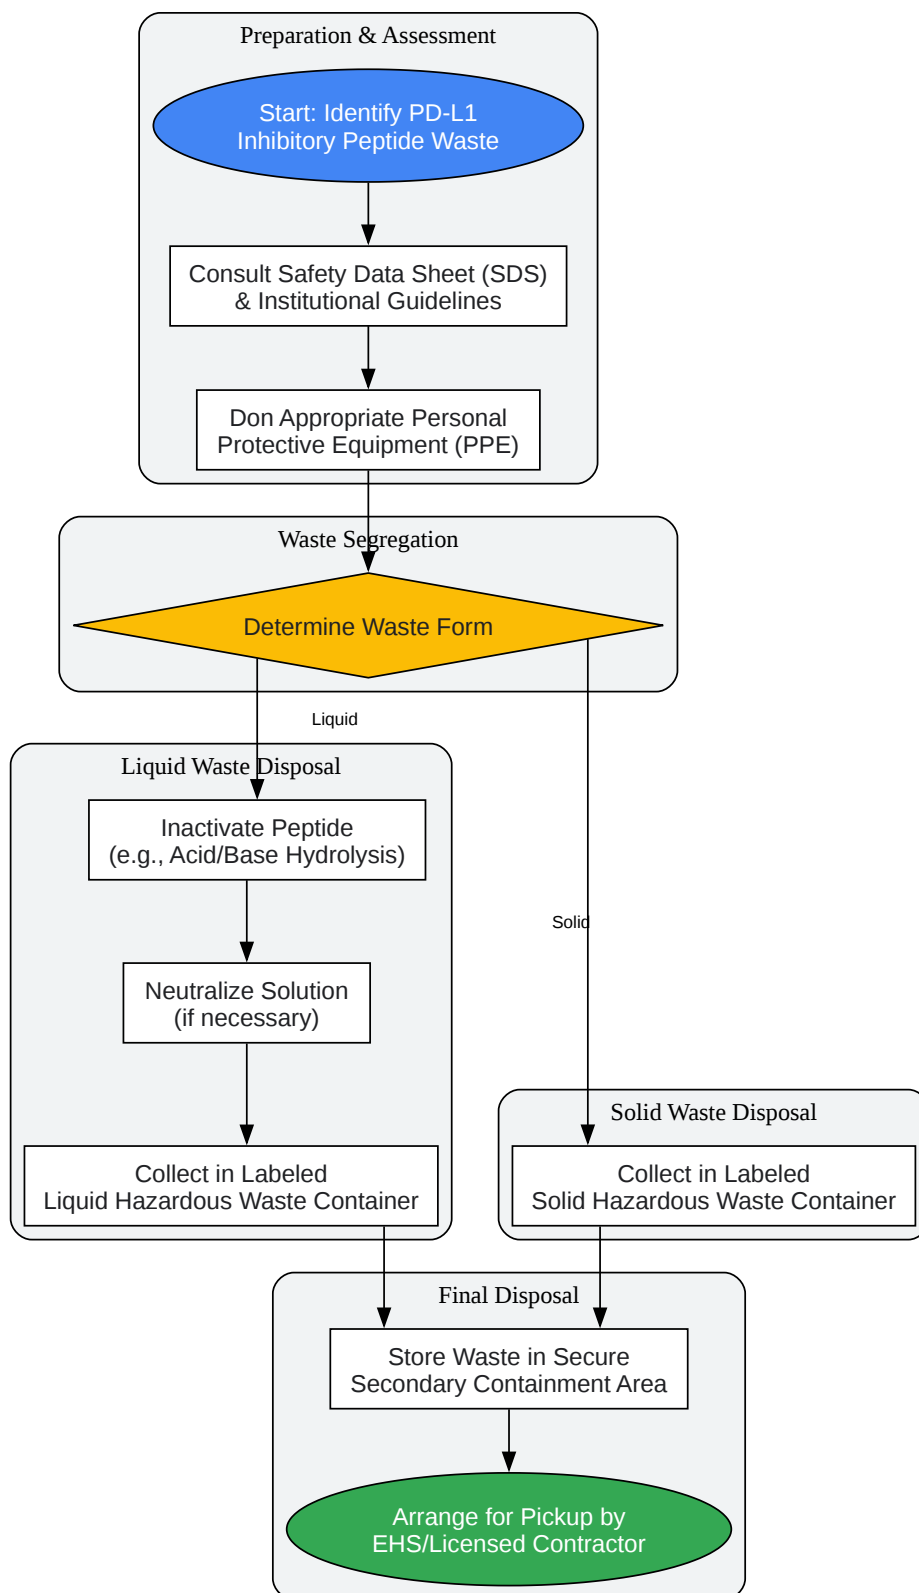 Preparation & Assessment
Start: Identify PD-L1
Inhibitory Peptide Waste
Consult Safety Data Sheet (SDS)
& Institutional Guidelines
Don Appropriate Personal
Protective Equipment (PPE)
Waste Segregation
Determine Waste Form
Liquid
Liquid Waste Disposal
Inactivate Peptide
(e.g., Acid/Base Hydrolysis)
Solid
Neutralize Solution
(if necessary)
Solid Waste Disposal
Collect in Labeled
Liquid Hazardous Waste Container
Collect in Labeled
Solid Hazardous Waste Container
Final Disposal
Store Waste in Secure
Secondary Containment Area
Arrange for Pickup by
EHS/Licensed Contractor